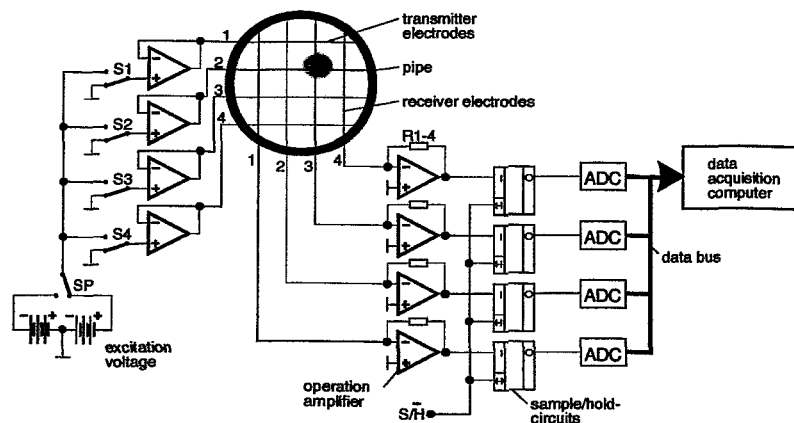 transmitter
electrodes
pipe
receiver electrodes
1
2
3
4
S1
S2
S3
S4
SP
- +
- +
excitation
voltage
1
2
3
4
R1-4
ADC
ADC
ADC
ADC
data
acquisition
computer
data bus
operation
amplifier
S/H
sample/hold-
circuits